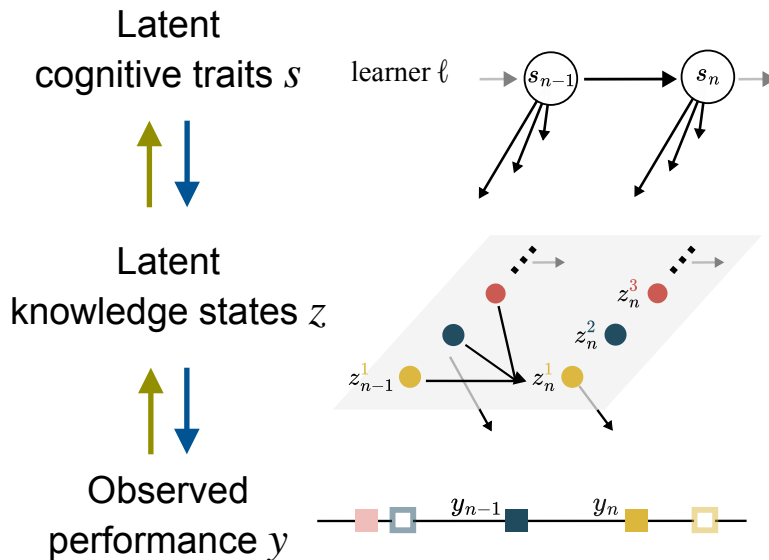 Latent
cognitive traits s
learner ℓ
s_{n-1}
s_n
Latent
knowledge states z
z_n^3
z_n^2
z_{n-1}^1
z_n^1
Observed
performance y
y_{n-1}
y_n